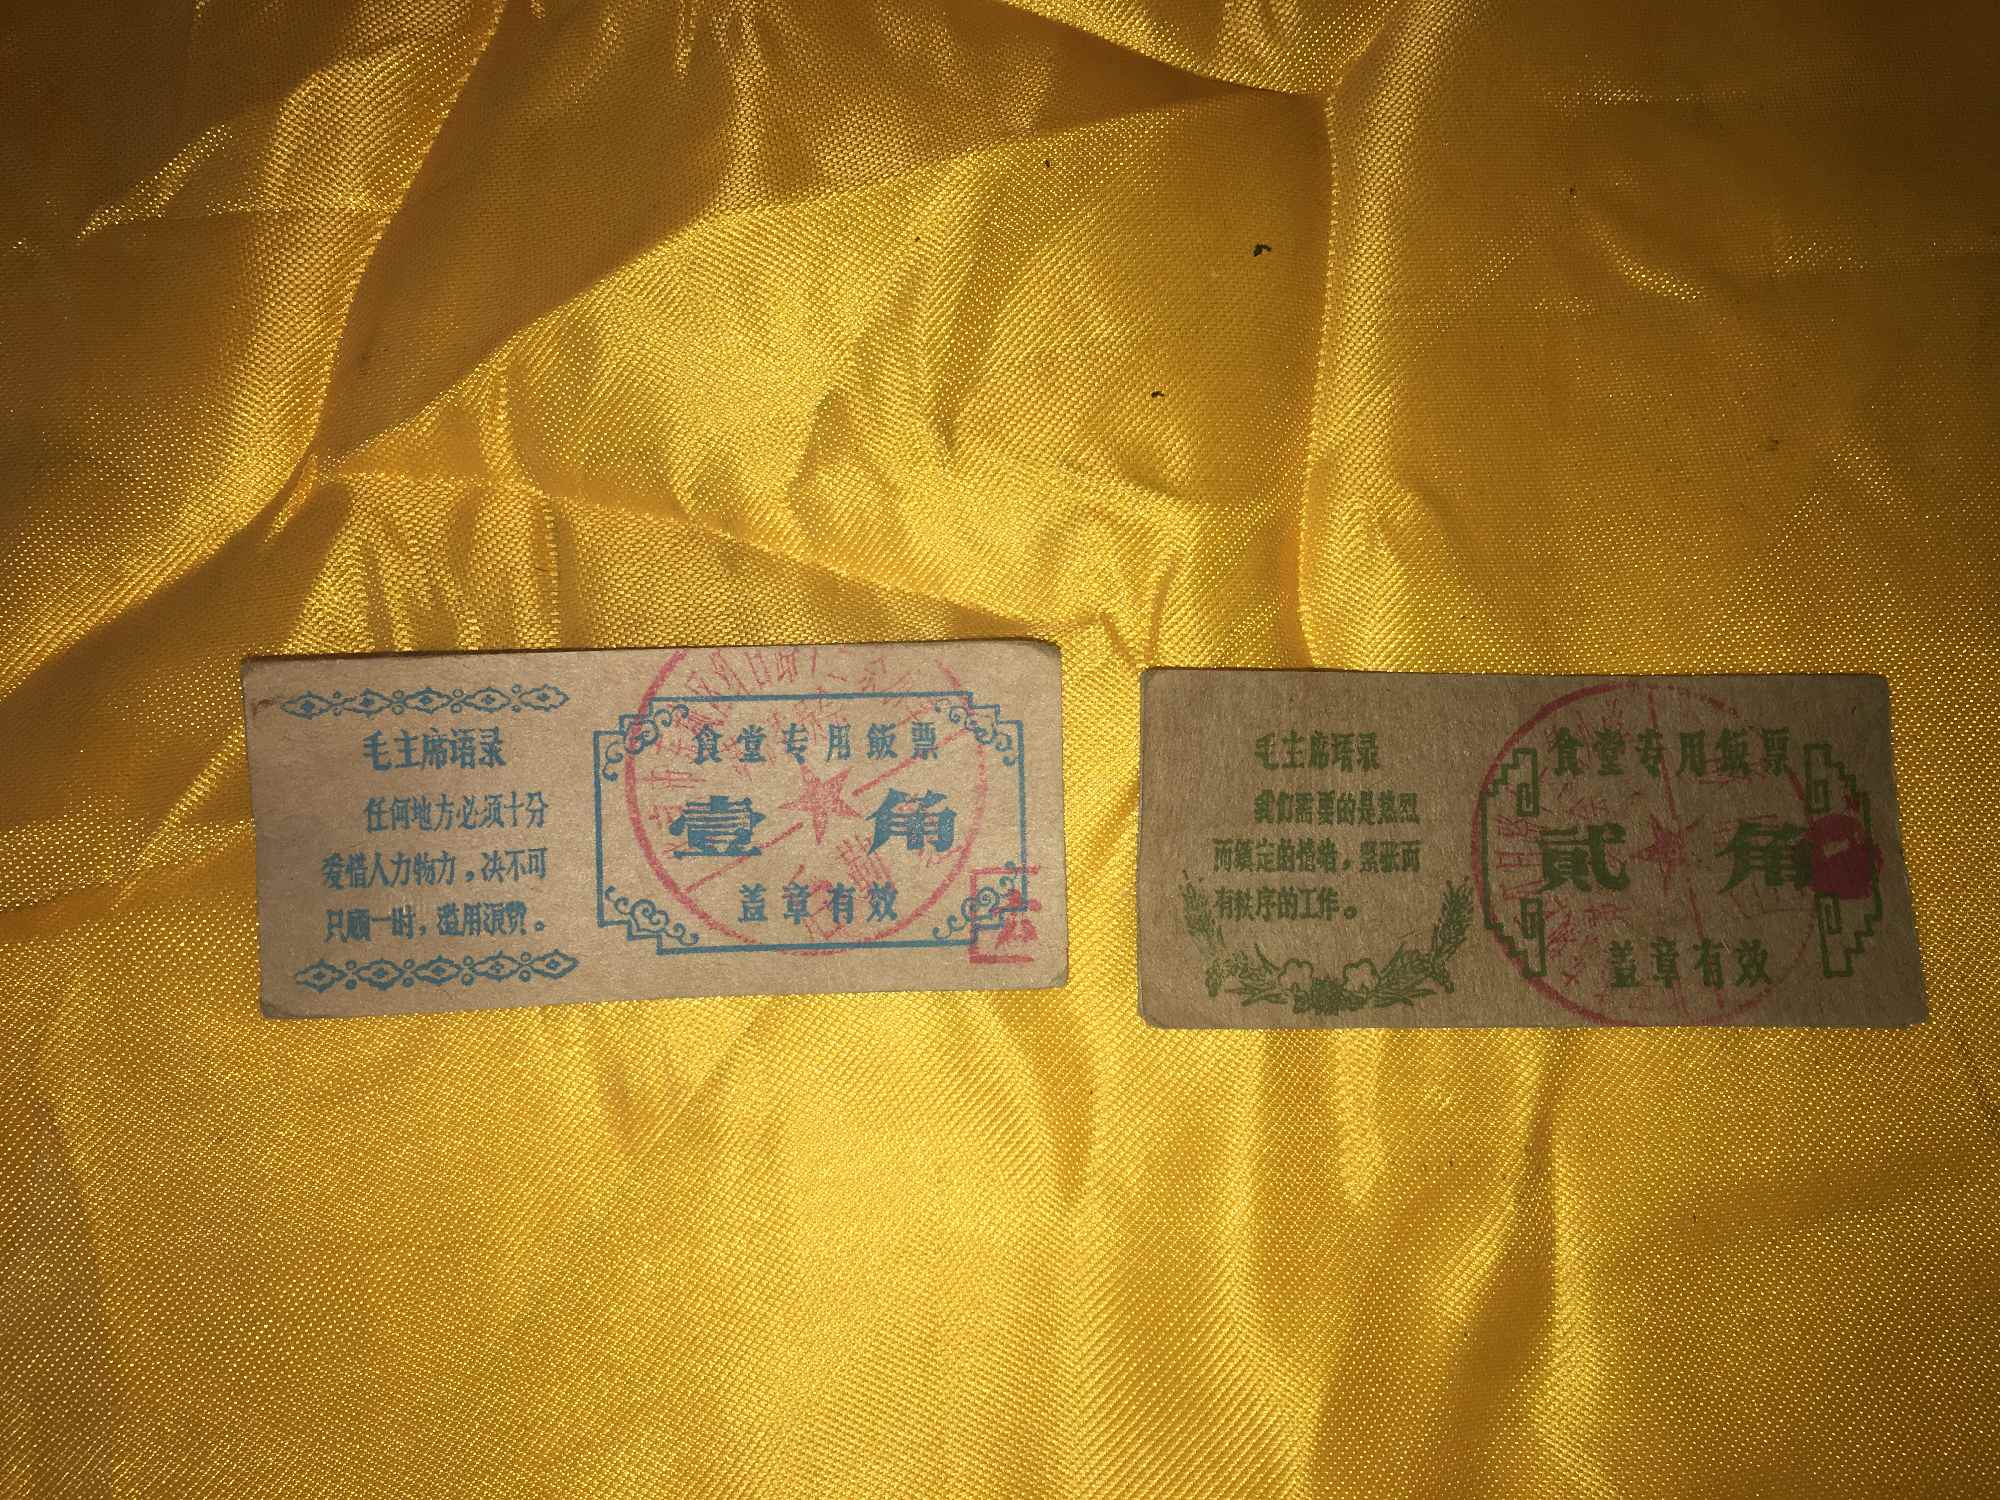 毛主席语录
任何地方必须十分
爱惜人力物力，决不可
只顾一时，滥用浪费。
食堂专用飯票
壹 角
盖章有效
毛主席语录
我们需要的是热烈
而镇定的情绪，紧张而
有秩序的工作。
食堂专用飯票
貳 角
盖章有效